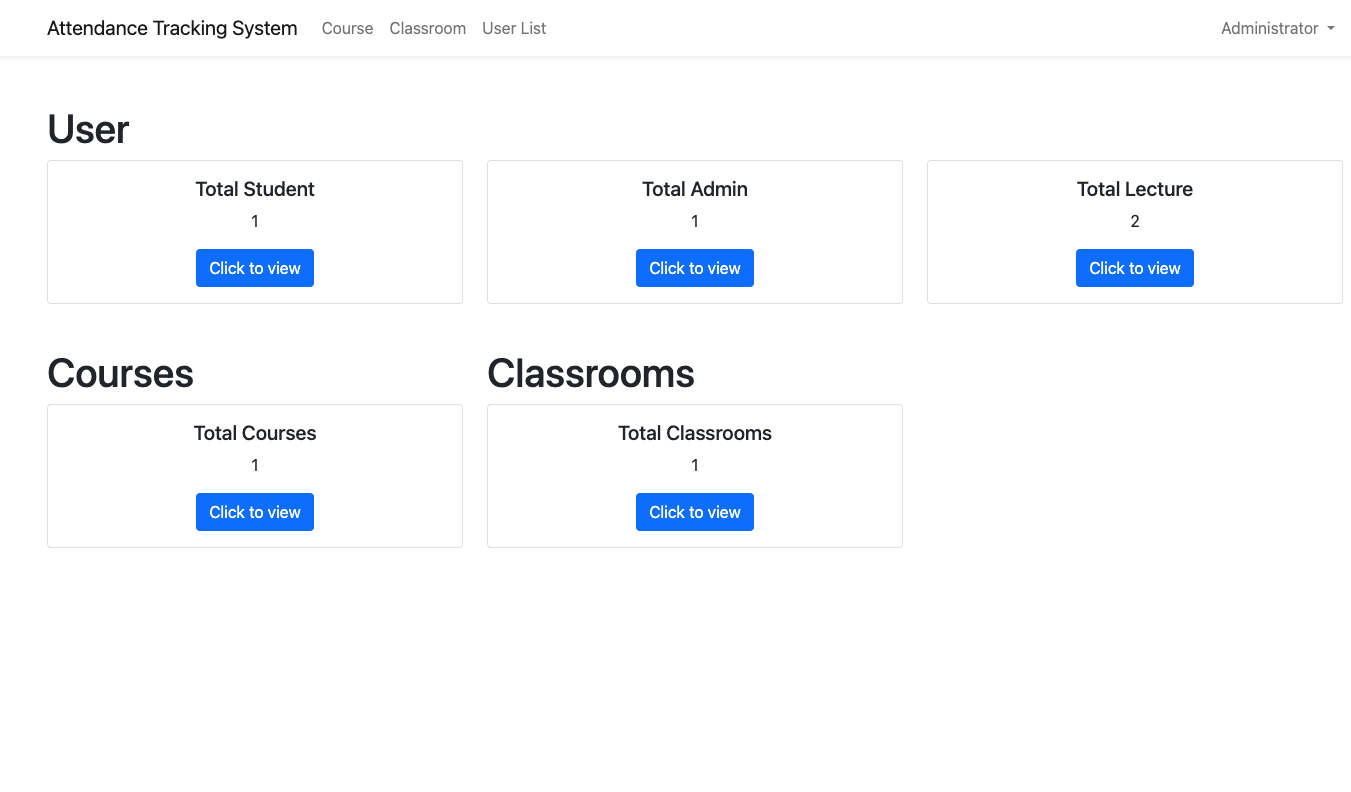 Attendance Tracking System Course Classroom User List Administrator
User
Total Student
1
Click to view
Total Admin
1
Click to view
Total Lecture
2
Click to view
Courses
Total Courses
1
Click to view
Classrooms
Total Classrooms
1
Click to view